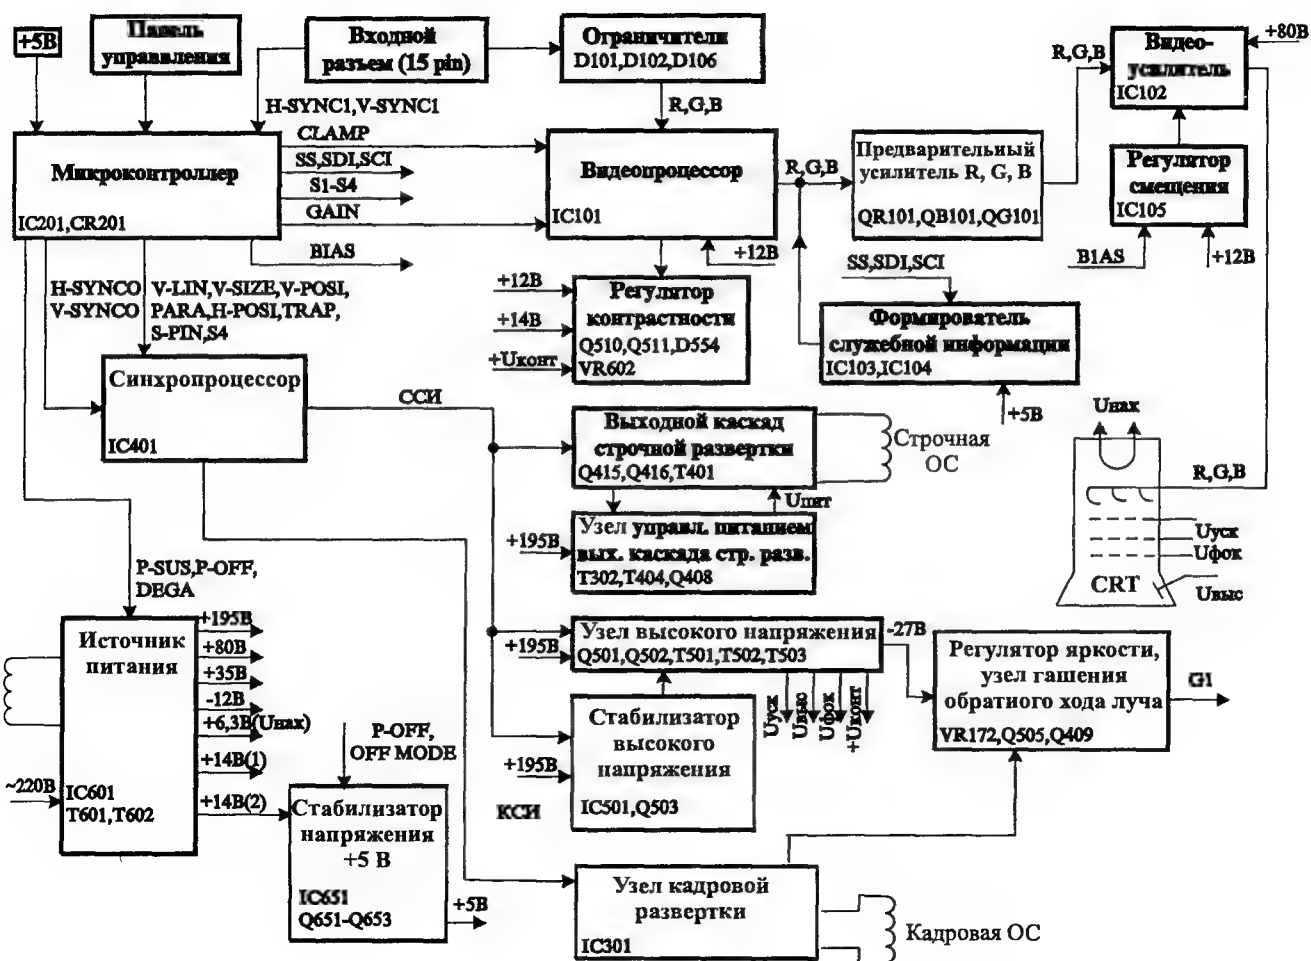 +5В
Панель
управления
Входной
разъем (15 pin)
Ограничители
D101,D102,D106
Видео-
усилитель
IC102
+80В
R,G,B
H-SYNC1,V-SYNC1
R,G,B
CLAMP
SS,SDI,SCI
S1-S4
GAIN
BIAS
Микроконтроллер
IC201,CR201
Видеопроцессор
IC101
+12В
R,G,B
Предварительный
усилитель R, G, B
QR101,QB101,QG101
Регулятор
смещения
IC105
B1AS
+12В
H-SYNCO
V-SYNCO
V-LIN,V-SIZE,V-POSI,
PARA,H-POSI,TRAP,
S-PIN,S4
+12В
+14В
+Uконт
Регулятор
контрастности
Q510,Q511,D554
VR602
SS,SDI,SCI
Формирователь
служебной информации
IC103,IC104
+5В
Синхропроцессор
IC401
ССИ
Выходной каскад
строчной развертки
Q415,Q416,T401
Строчная
ОС
Uпит
Uнах
R,G,B
Uуск
Uфок
Uвыс
CRT
+195В
Узел управл. питанием
вых. каскада стр. разв.
T302,T404,Q408
P-SUS,P-OFF,
DEGA
Источник
питания
IC601
T601,T602
~220В
+195В
+80В
+35В
-12В
+6,3В(Uнах)
+14В(1)
+14В(2)
+195В
Узел высокого напряжения
Q501,Q502,T501,T502,T503
-27В
Uуск
Uвыс
Uфок
+Uконт
Регулятор яркости,
узел гашения
обратного хода луча
VR172,Q505,Q409
G1
+195В
Стабилизатор
высокого
напряжения
IC501,Q503
КСИ
P-OFF,
OFF MODE
Стабилизатор
напряжения
+5 В
IC651
Q651-Q653
+5В
Узел кадровой
развертки
IC301
Кадровая ОС